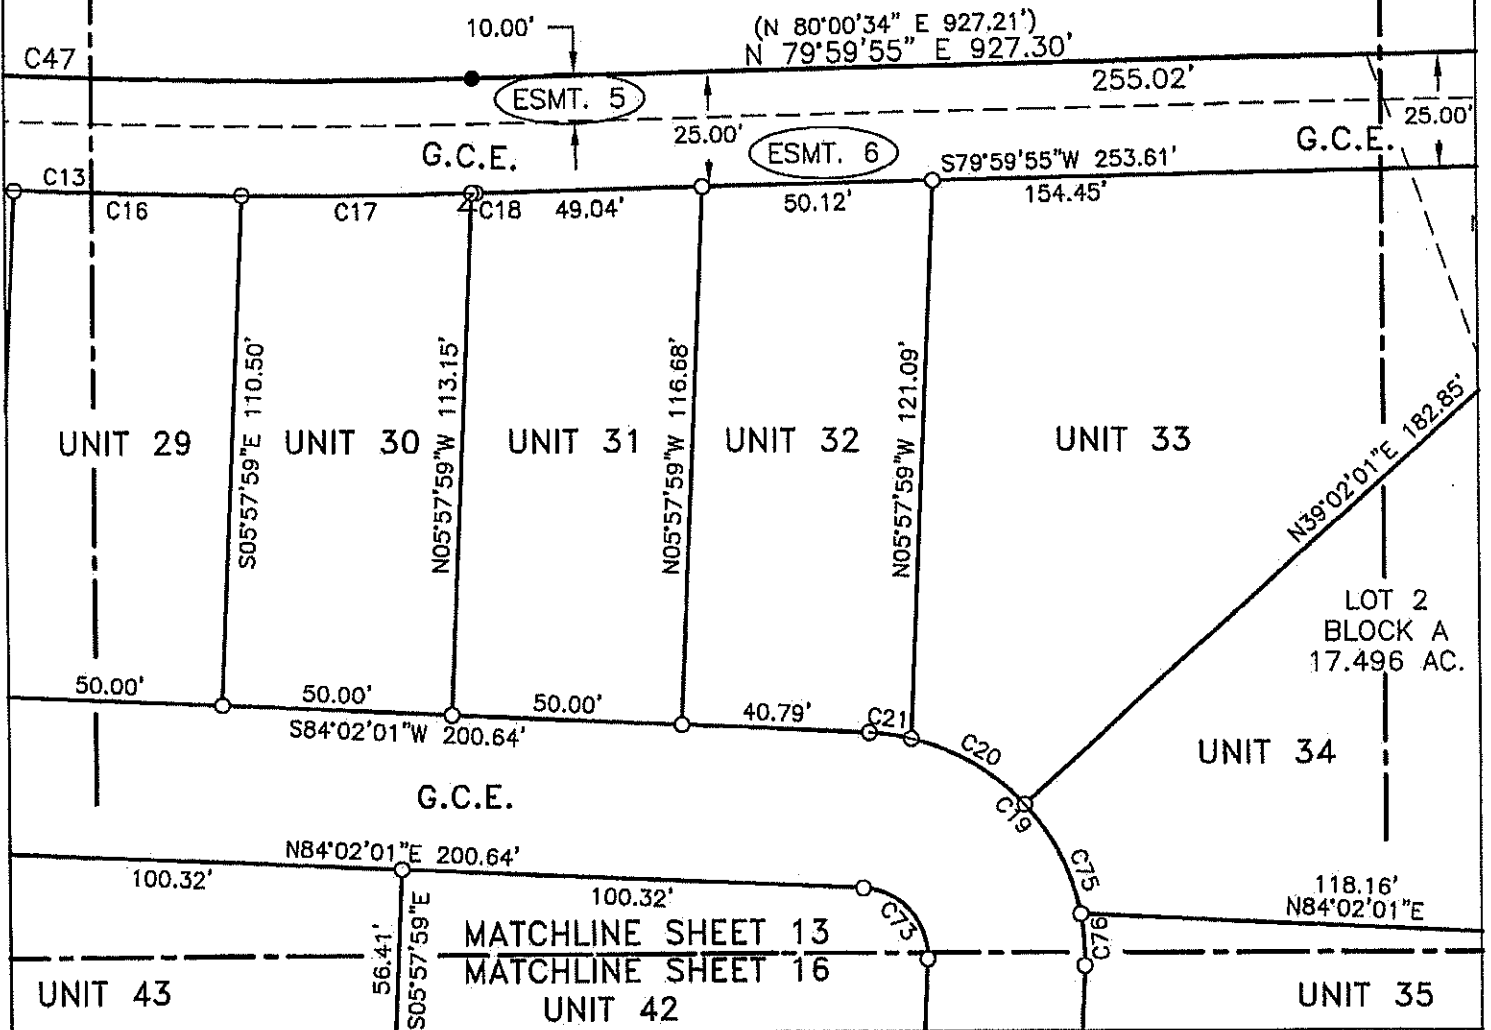 10.00'
(N 80°00'34" E 927.21')
N 79°59'55" E 927.30'
C47
255.02'
ESMT. 5
25.00'
25.00'
G.C.E.
ESMT. 6
G.C.E.
S79°59'55"W 253.61'
C13
C16
C17
C18
49.04'
50.12'
154.45'
S05°57'59"E 110.50'
N05°57'59"W 113.15'
N05°57'59"W 116.68'
N05°57'59"W 121.09'
N39°02'01"E 182.85'
UNIT 29
UNIT 30
UNIT 31
UNIT 32
UNIT 33
LOT 2
BLOCK A
17.496 AC.
50.00'
50.00'
50.00'
40.79'
C21
S84°02'01"W 200.64'
C20
UNIT 34
G.C.E.
C19
N84°02'01"E 200.64'
C75
100.32'
100.32'
118.16'
N84°02'01"E
C73
C76
56.41'
S05°57'59"E
MATCHLINE SHEET 13
MATCHLINE SHEET 16
UNIT 43
UNIT 42
UNIT 35